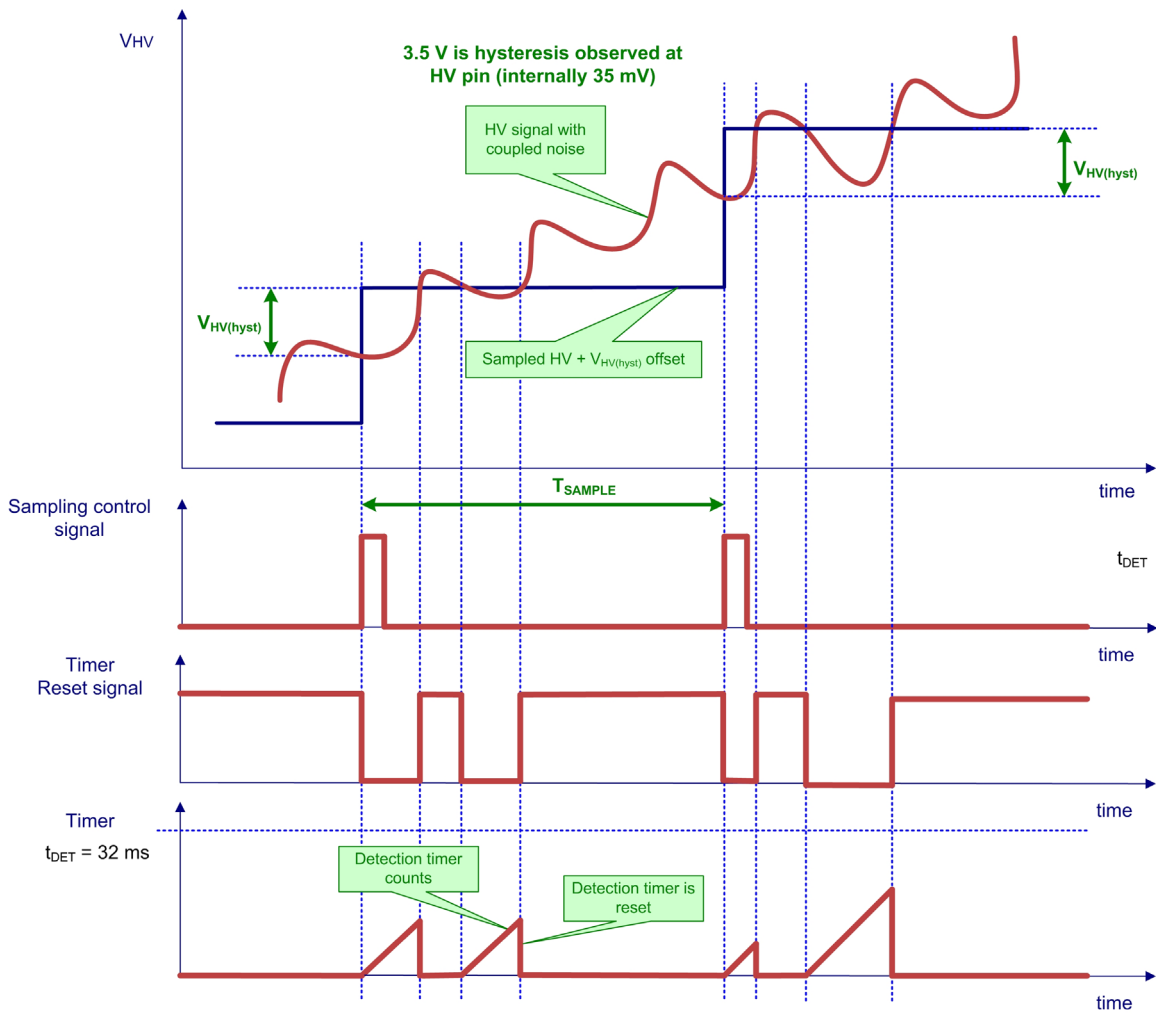 VHV
3.5 V is hysteresis observed at
HV pin (internally 35 mV)
HV signal with
coupled noise
VHV(hyst)
VHV(hyst)
Sampled HV + VHV(hyst) offset
time
TSAMPLE
Sampling control
signal
tDET
time
Timer
Reset signal
time
Timer
tDET = 32 ms
Detection timer
counts
Detection timer is
reset
time